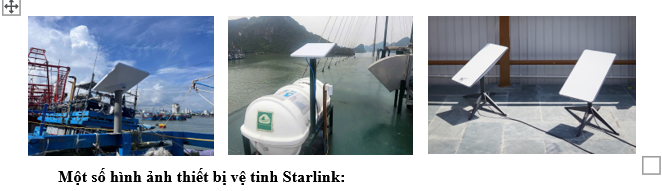 Một số hình ảnh thiết bị vệ tinh Starlink: